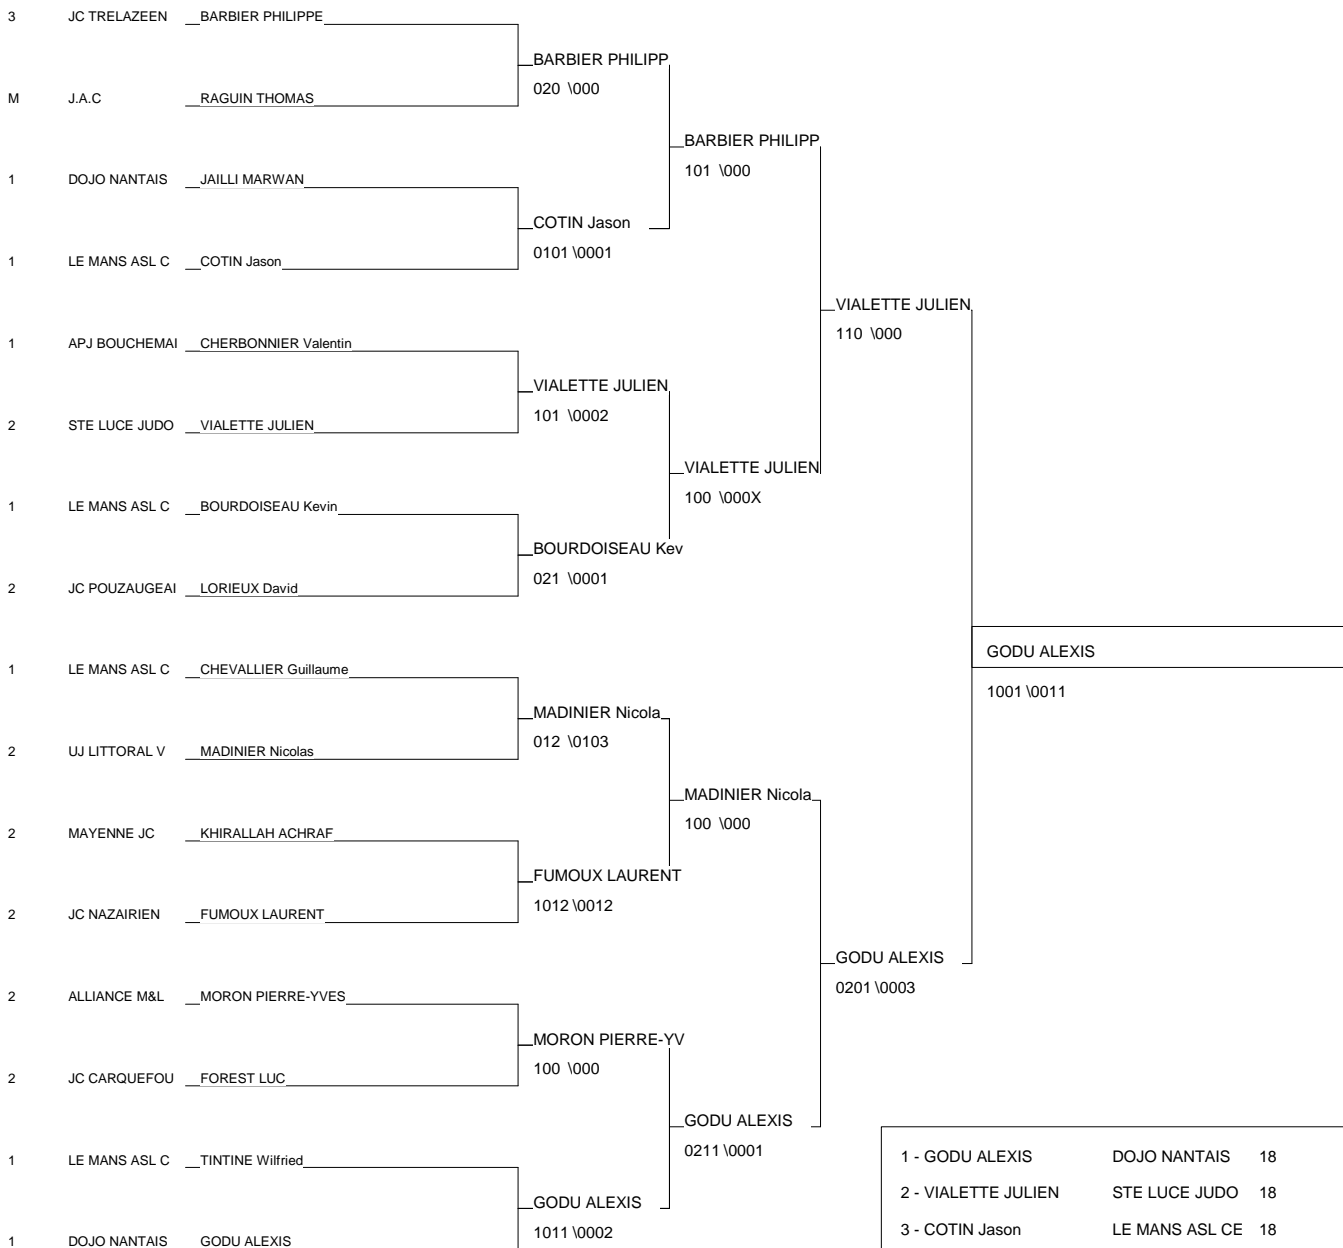 3 JC TRELAZEEN BARBIER PHILIPPE
BARBIER PHILIPP
020 \000
M J.A.C RAGUIN THOMAS
BARBIER PHILIPP
101 \000
1 DOJO NANTAIS JAILLI MARWAN
COTIN Jason
0101 \0001
1 LE MANS ASL C COTIN Jason
VIALETTE JULIEN
110 \000
1 APJ BOUCHEMAI CHERBONNIER Valentin
VIALETTE JULIEN
101 \0002
2 STE LUCE JUDO VIALETTE JULIEN
VIALETTE JULIEN
100 \000X
1 LE MANS ASL C BOURDOISEAU Kevin
BOURDOISEAU Kev
021 \0001
2 JC POUZAUGEAI LORIEUX David
GODU ALEXIS
1001 \0011
1 LE MANS ASL C CHEVALLIER Guillaume
MADINIER Nicola
012 \0103
2 UJ LITTORAL V MADINIER Nicolas
MADINIER Nicola
100 \000
2 MAYENNE JC KHIRALLAH ACHRAF
FUMOUX LAURENT
1012 \0012
2 JC NAZAIRIEN FUMOUX LAURENT
GODU ALEXIS
0201 \0003
2 ALLIANCE M&L MORON PIERRE-YVES
MORON PIERRE-YV
100 \000
2 JC CARQUEFOU FOREST LUC
GODU ALEXIS
0211 \0001
1 LE MANS ASL C TINTINE Wilfried
GODU ALEXIS
1011 \0002
1 DOJO NANTAIS GODU ALEXIS
1 - GODU ALEXIS DOJO NANTAIS 18
2 - VIALETTE JULIEN STE LUCE JUDO 18
3 - COTIN Jason LE MANS ASL CE 18